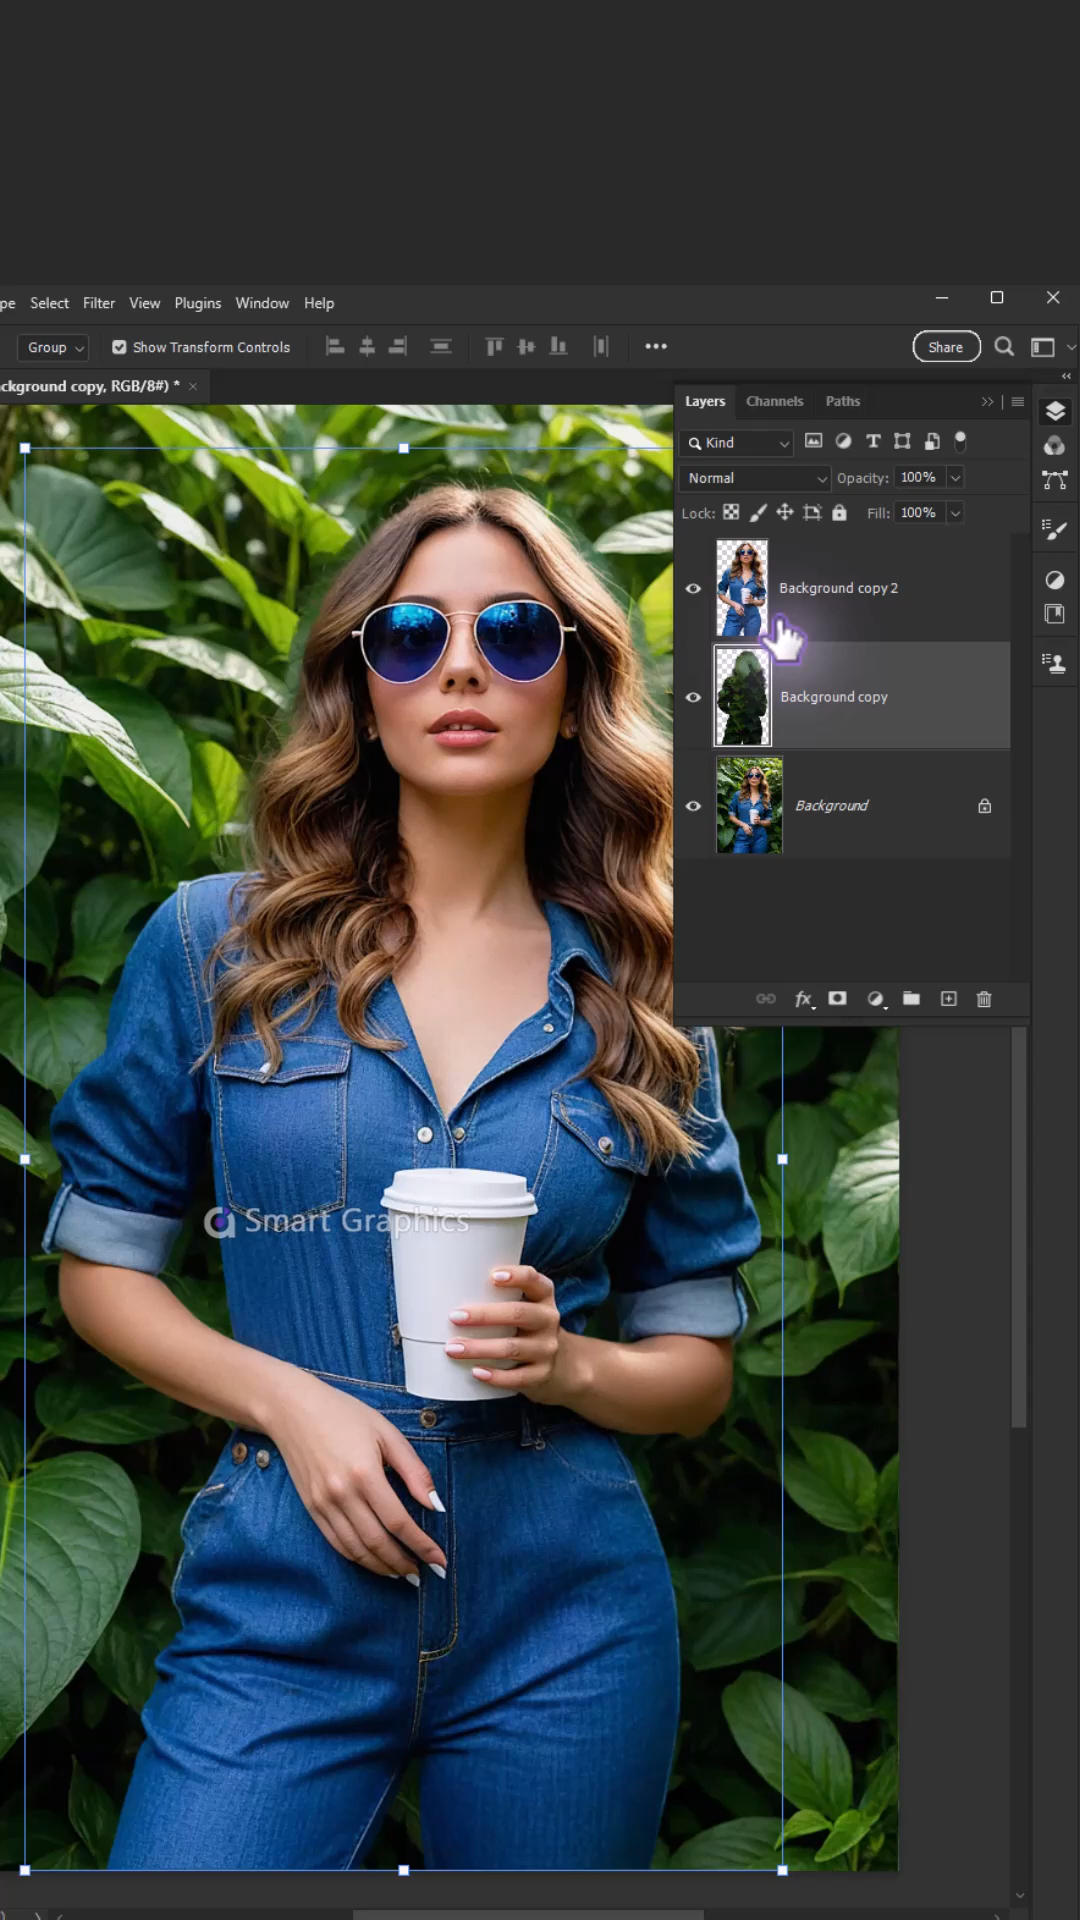 pe Select Filter View Plugins Window Help
Group Show Transform Controls Share
ckground copy, RGB/8#) *
Layers Channels Paths
Kind
Normal Opacity: 100%
Lock: Fill: 100%
Background copy 2
Background copy
Background
fx
Smart Graphics